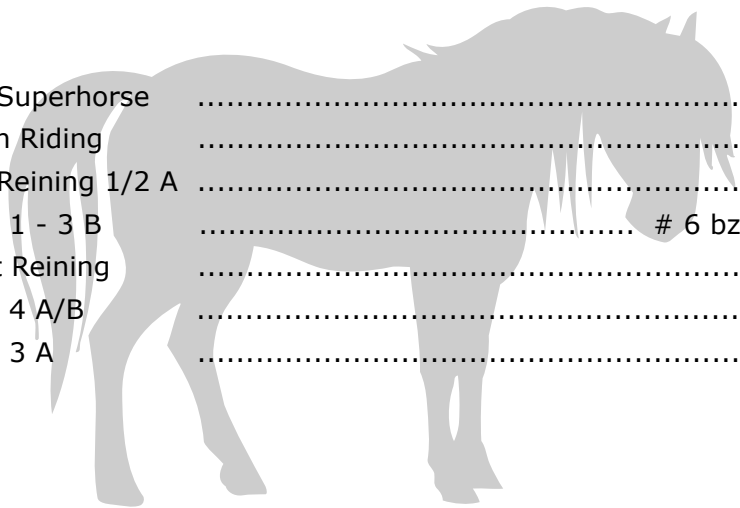 Superhorse ........................................................
n Riding ........................................................
Reining 1/2 A ........................................................
1 - 3 B ............................................. # 6 bz
t Reining ........................................................
4 A/B ........................................................
3 A ........................................................